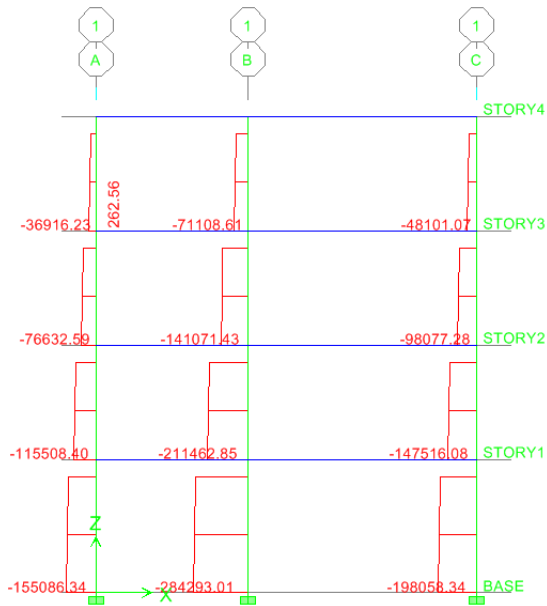 1 1 1
A B C
STORY4
262.56
-36916.23 -71108.61 -48101.07 STORY3
-76632.59 -141071.43 -98077.28 STORY2
-115508.40 -211462.85 -147516.08 STORY1
Z
-155086.34 -284293.01 -198058.34 BASE
X